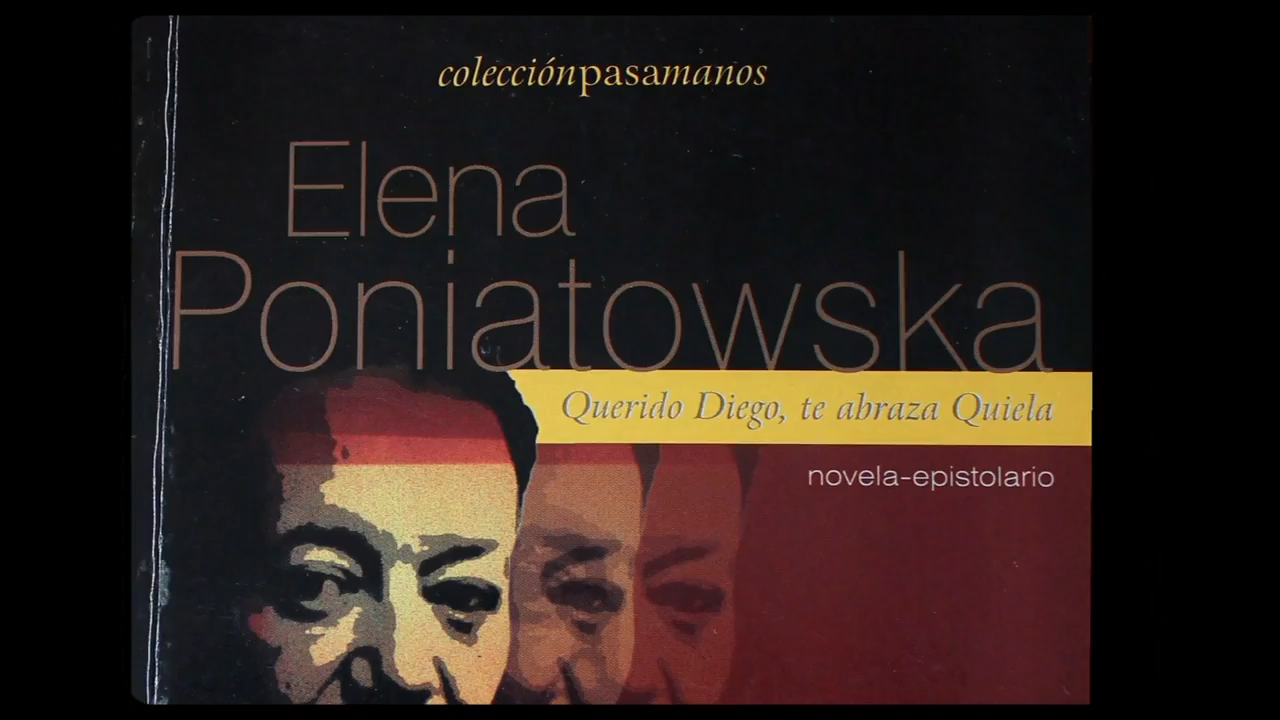 colecciónpasamanos
Elena
Poniatowska
Querido Diego, te abraza Quiela
novela-epistolario